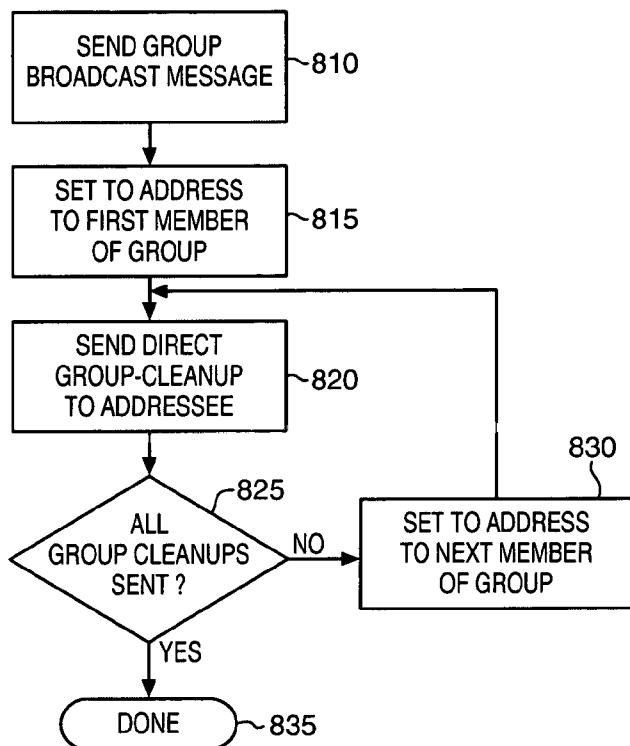 SEND GROUP
BROADCAST MESSAGE
810
SET TO ADDRESS
TO FIRST MEMBER
OF GROUP
815
SEND DIRECT
GROUP-CLEANUP
TO ADDRESSEE
820
825
ALL
GROUP CLEANUPS
SENT ?
NO
830
SET TO ADDRESS
TO NEXT MEMBER
OF GROUP
YES
DONE
835